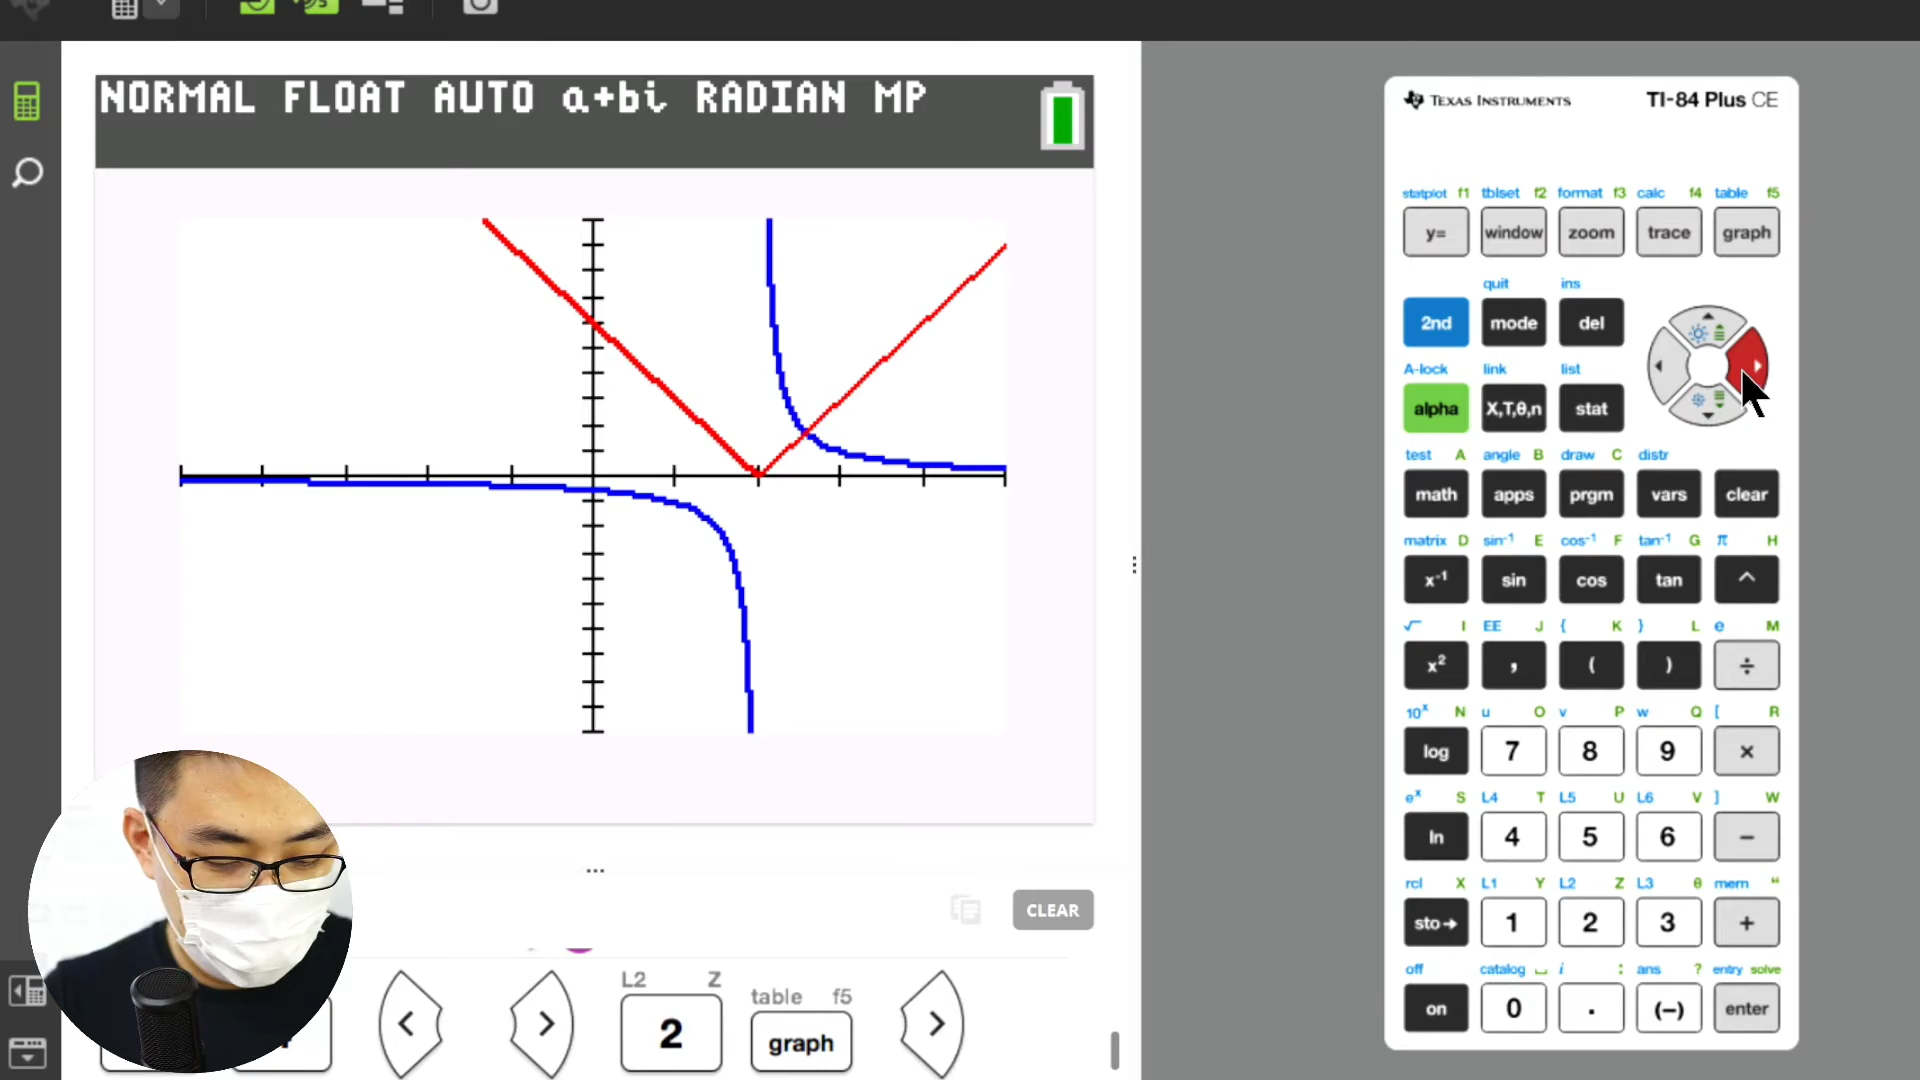 NORMAL FLOAT AUTO a+bi RADIAN MP
TEXAS INSTRUMENTS TI-84 Plus CE
statplot f1 tblset f2 format f3 calc f4 table f5
y= window zoom trace graph
quit ins
2nd mode del
A-lock link list
alpha X,T,θ,n stat
test A angle B draw C distr
math apps prgm vars clear
matrix D sin-1 E cos-1 F tan-1 G π H
x-1 sin cos tan ^
√ I EE J { K } L e M
x2 , ( ) ÷
10x N u O v P w Q [ R
log 7 8 9 ×
ex S L4 T L5 U L6 V ] W
ln 4 5 6 −
rcl X L1 Y L2 Z L3 θ mem "
sto→ 1 2 3 +
off catalog ⎵ i : ans ? entry solve
on 0 . (−) enter
CLEAR
L2 Z
2
table f5
graph